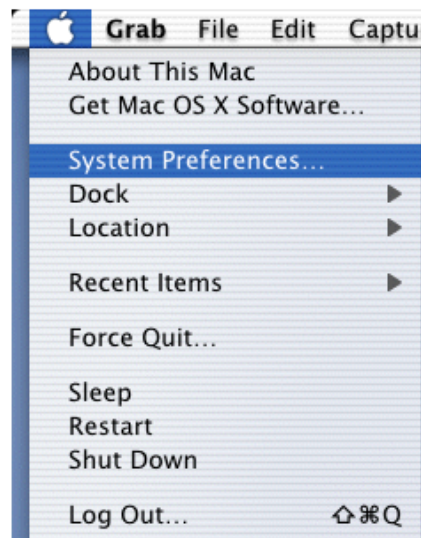 Grab File Edit Captu
About This Mac
Get Mac OS X Software...
System Preferences...
Dock
Location
Recent Items
Force Quit...
Sleep
Restart
Shut Down
Log Out... ⇧⌘Q